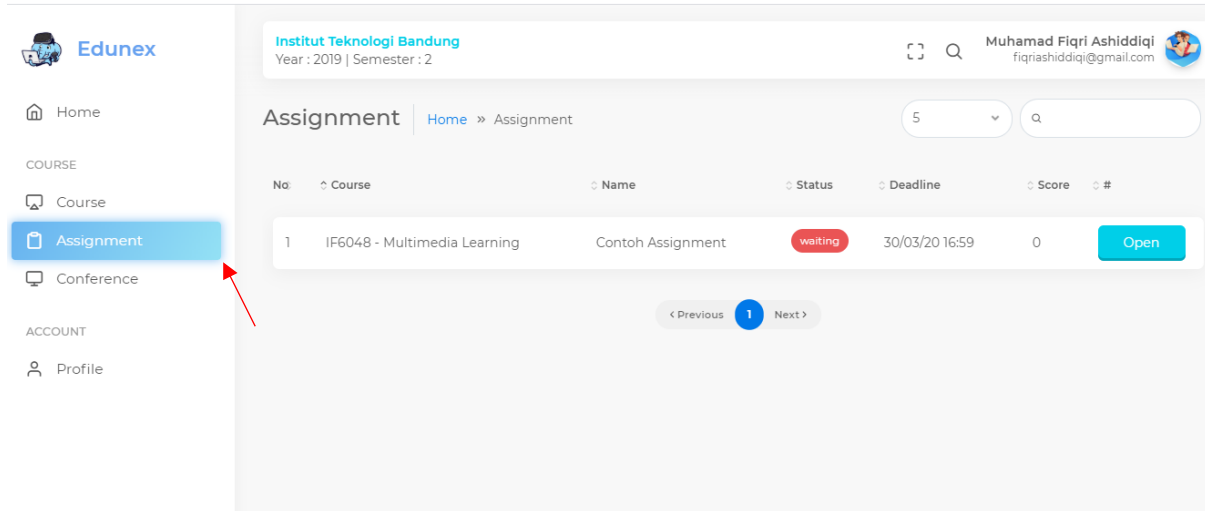 Edunex
Home
COURSE
Course
Assignment
Conference
ACCOUNT
Profile
Institut Teknologi Bandung
Year : 2019 | Semester : 2
Muhamad Fiqri Ashiddiqi
fiqriashiddiqi@gmail.com
Assignment Home » Assignment 5
No Course Name Status Deadline Score #
1 IF6048 - Multimedia Learning Contoh Assignment waiting 30/03/20 16:59 0 Open
‹ Previous 1 Next ›